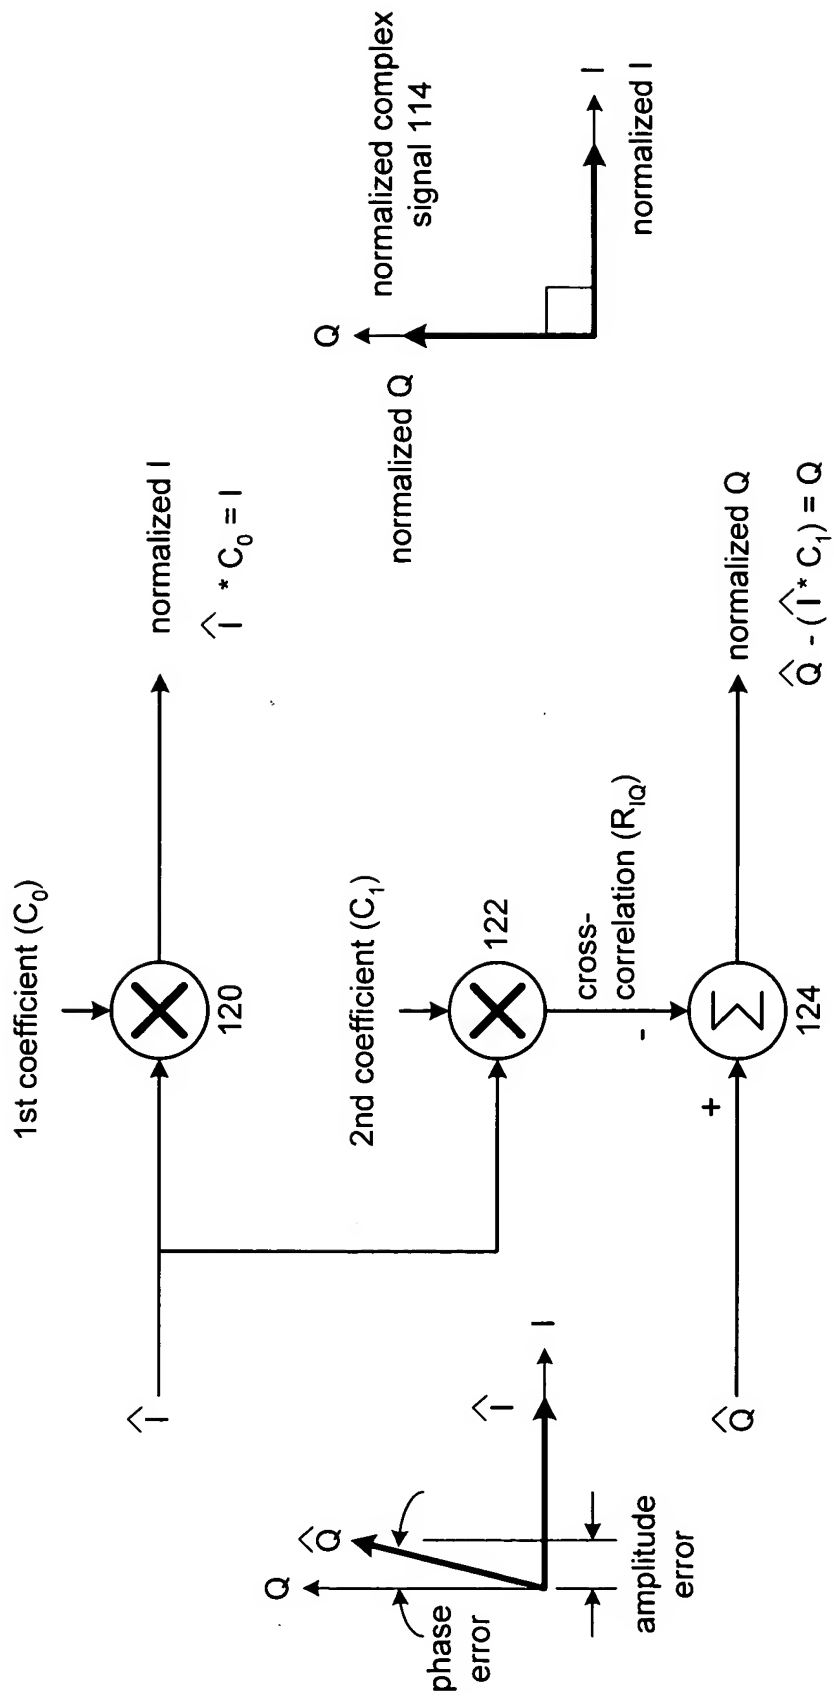 1st coefficient (C₀)
Î
120
normalized I
Î * C₀ = I
2nd coefficient (C₁)
122
cross-
correlation (R_IQ)
-
Q̂
+
Σ
124
normalized Q
Q̂ - (Î * C₁) = Q
Q
Q̂
Î
I
phase
error
amplitude
error
Q
normalized Q
normalized complex
signal 114
I
normalized I